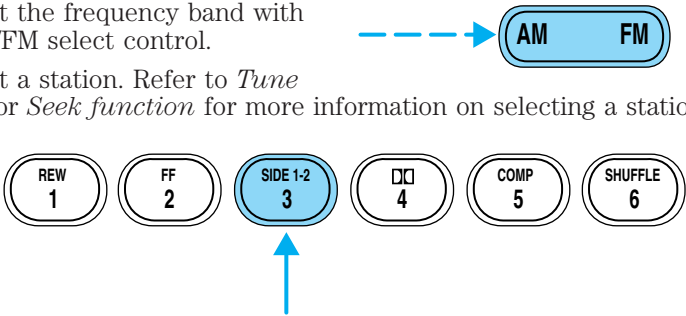 t the frequency band with
/FM select control.
AM FM
t a station. Refer to Tune
or Seek function for more information on selecting a statio
REW FF SIDE 1-2 COMP SHUFFLE
1 2 3 4 5 6